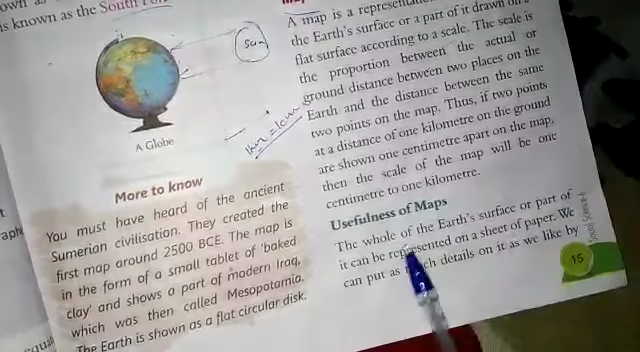 is known as the South
Sun
1km = 1cm
A Globe
More to know
You must have heard of the ancient
Sumerian civilisation. They created the
first map around 2500 BCE. The map is
in the form of a small tablet of 'baked
clay' and shows a part of modern Iraq,
which was then called Mesopotamia.
The Earth is shown as a flat circular disk.
A map is a
the Earth's surface or a part of it drawn on
flat surface according to a scale. The scale is
the proportion between the actual or
ground distance between two places on the
Earth and the distance between the same
two points on the map. Thus, if two points
at a distance of one kilometre on the ground
are shown one centimetre apart on the map,
then the scale of the map will be one
centimetre to one kilometre.
Usefulness of Maps
The whole of the Earth's surface or part of
it can be represented on a sheet of paper. We
can put as much details on it as we like by
15
Social Science-6